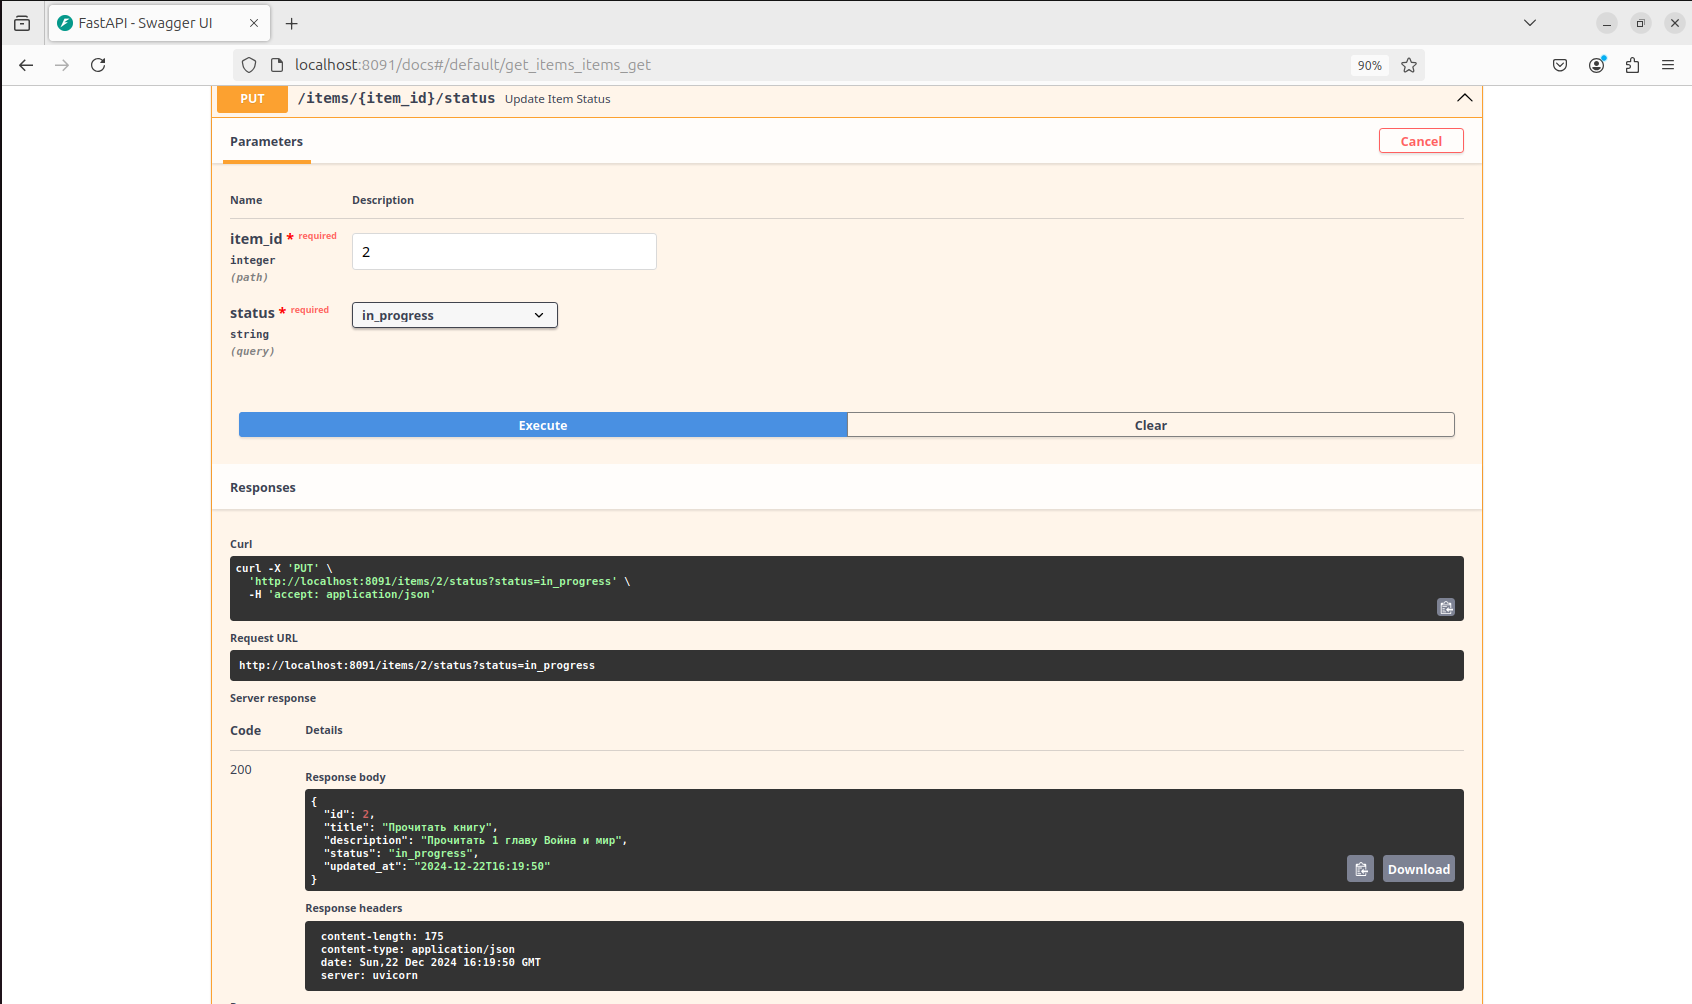 FastAPI - Swagger UI
localhost:8091/docs#/default/get_items_items_get
90%
PUT /items/{item_id}/status Update Item Status
Parameters
Cancel
Name Description
item_id * required
integer
(path)
2
status * required
string
(query)
in_progress
Execute
Clear
Responses
Curl
curl -X 'PUT' \
'http://localhost:8091/items/2/status?status=in_progress' \
-H 'accept: application/json'
Request URL
http://localhost:8091/items/2/status?status=in_progress
Server response
Code Details
200
Response body
{
"id": 2,
"title": "Прочитать книгу",
"description": "Прочитать 1 главу Война и мир",
"status": "in_progress",
"updated_at": "2024-12-22T16:19:50"
}
Download
Response headers
content-length: 175
content-type: application/json
date: Sun,22 Dec 2024 16:19:50 GMT
server: uvicorn